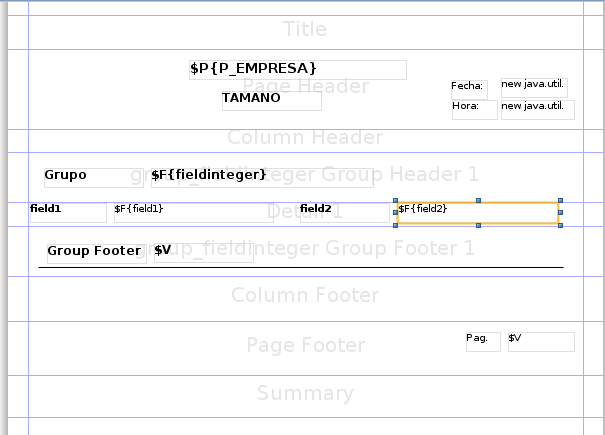 Title
$P{P_EMPRESA}
Page Header
Fecha: new java.util.
TAMANO
Hora: new java.util.
Column Header
Grupo $F{fieldinteger}
group_fieldinteger Group Header 1
field1 $F{field1} field2 $F{field2}
Detail 1
Group Footer $V
group_fieldinteger Group Footer 1
Column Footer
Pag. $V
Page Footer
Summary